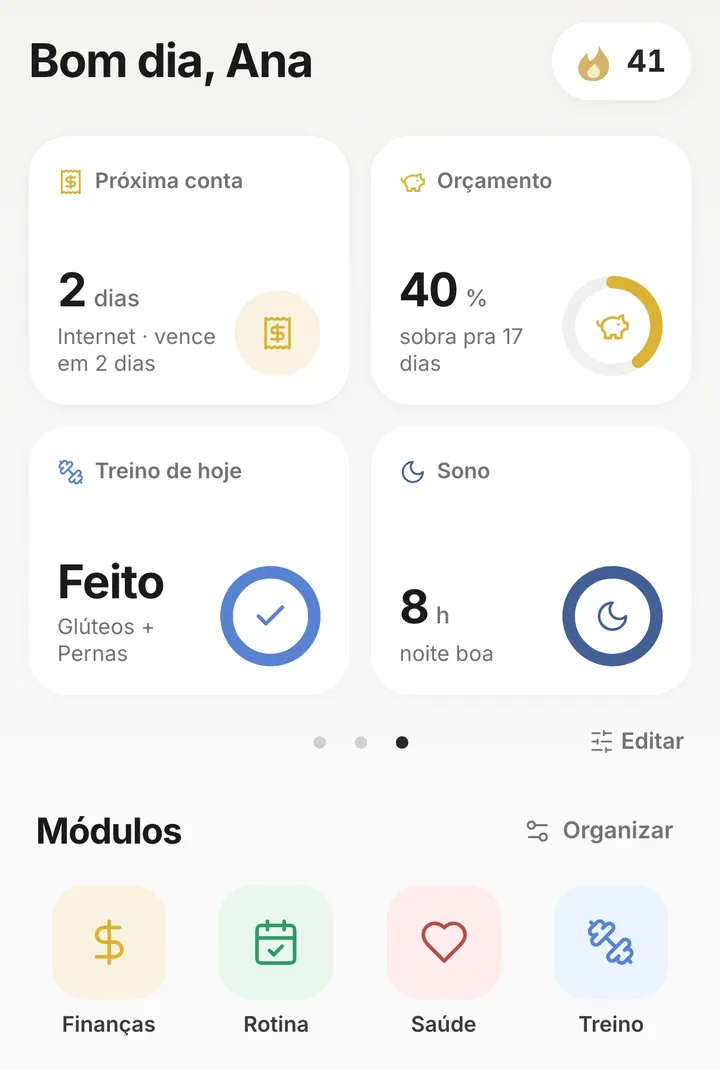 Bom dia, Ana
41
Próxima conta
2 dias
Internet · vence
em 2 dias
Orçamento
40 %
sobra pra 17
dias
Treino de hoje
Feito
Glúteos +
Pernas
Sono
8 h
noite boa
Editar
Módulos
Organizar
Finanças
Rotina
Saúde
Treino